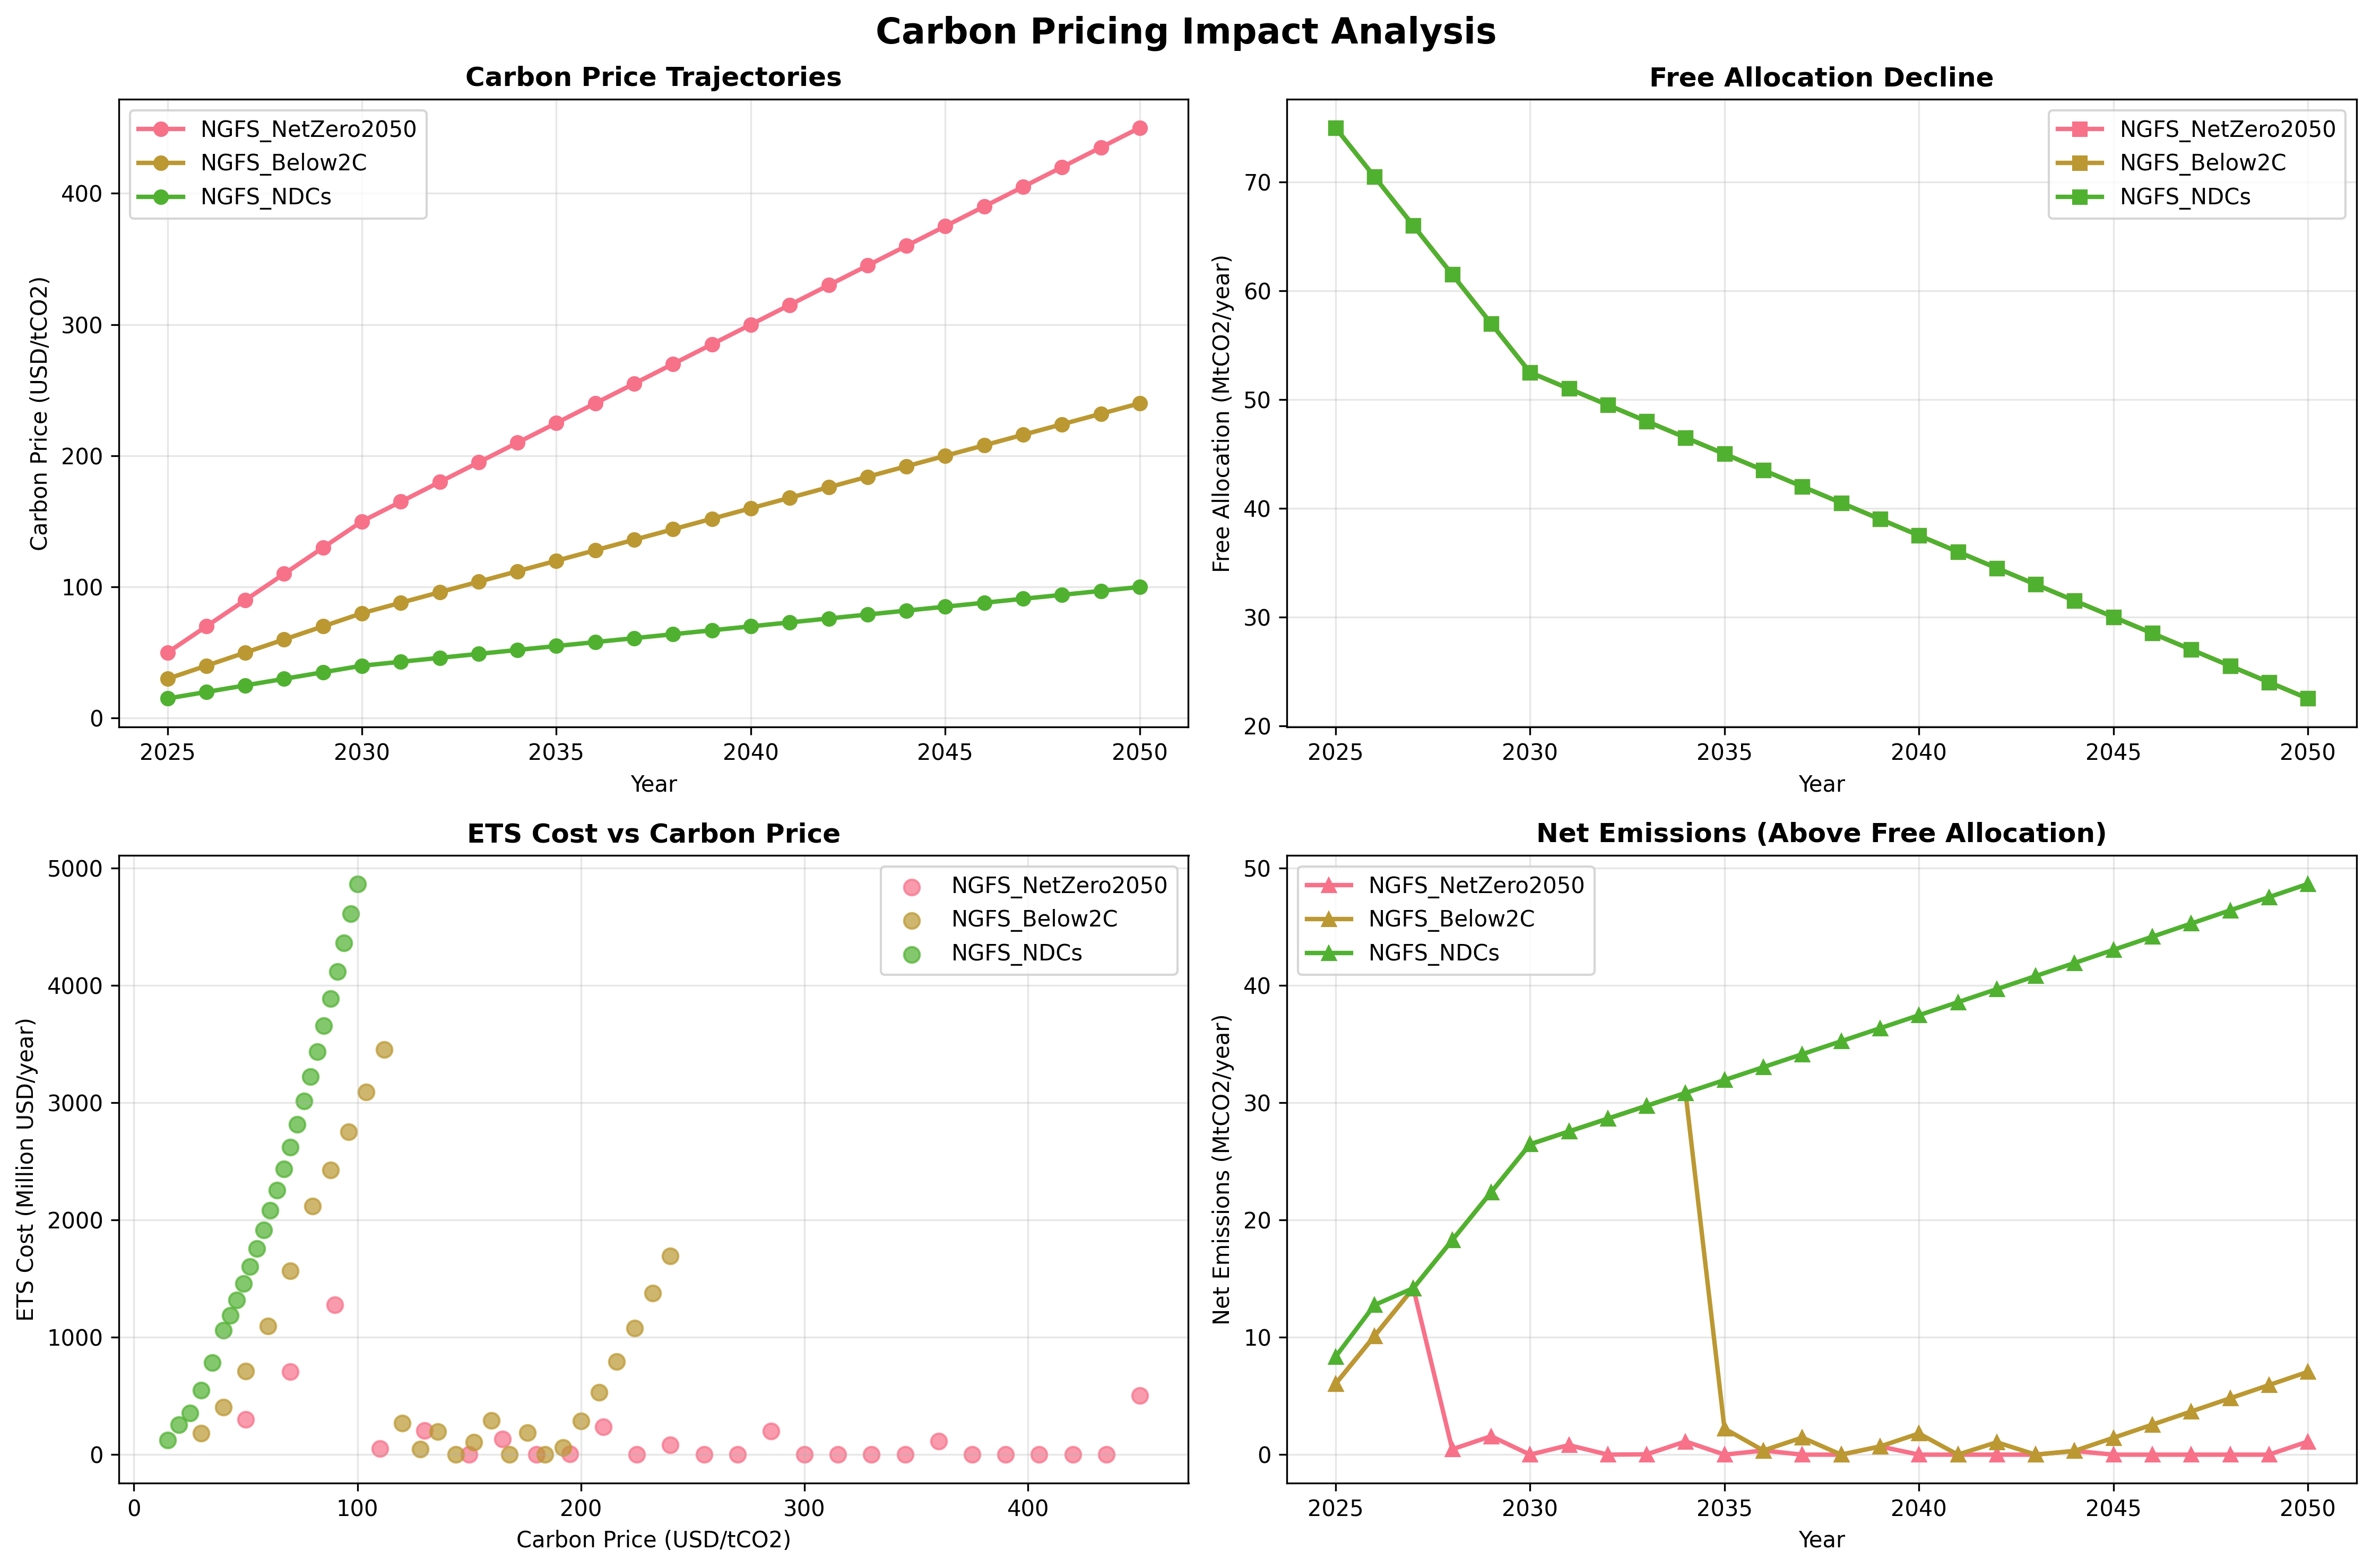 Carbon Pricing Impact Analysis
Carbon Price Trajectories
NGFS_NetZero2050
NGFS_Below2C
NGFS_NDCs
Carbon Price (USD/tCO2)
400
300
200
100
0
2025 2030 2035 2040 2045 2050
Year
Free Allocation Decline
NGFS_NetZero2050
NGFS_Below2C
NGFS_NDCs
Free Allocation (MtCO2/year)
70
60
50
40
30
20
2025 2030 2035 2040 2045 2050
Year
ETS Cost vs Carbon Price
NGFS_NetZero2050
NGFS_Below2C
NGFS_NDCs
ETS Cost (Million USD/year)
5000
4000
3000
2000
1000
0
0 100 200 300 400
Carbon Price (USD/tCO2)
Net Emissions (Above Free Allocation)
NGFS_NetZero2050
NGFS_Below2C
NGFS_NDCs
Net Emissions (MtCO2/year)
50
40
30
20
10
0
2025 2030 2035 2040 2045 2050
Year